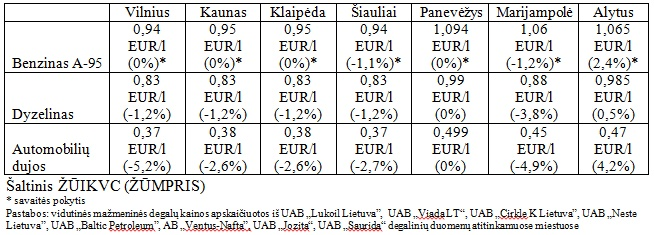 Vilnius Kaunas Klaipėda Šiauliai Panevėžys Marijampolė Alytus
0,94 0,95 0,95 0,94 1,094 1,06 1,065
EUR/l EUR/l EUR/l EUR/l EUR/l EUR/l EUR/l
Benzinas A-95 (0%)* (0%)* (0%)* (-1,1%)* (0%)* (-1,2%)* (2,4%)*
0,83 0,83 0,83 0,83 0,99 0,88 0,985
EUR/l EUR/l EUR/l EUR/l EUR/l EUR/l EUR/l
Dyzelinas (-1,2%) (-1,2%) (-1,2%) (-1,2%) (0%) (-3,8%) (0,5%)
0,37 0,38 0,38 0,37 0,499 0,45 0,47
Automobilių EUR/l EUR/l EUR/l EUR/l EUR/l EUR/l EUR/l
dujos (-5,2%) (-2,6%) (-2,6%) (-2,7%) (0%) (-4,9%) (4,2%)
Šaltinis ŽŪIKVC (ŽŪMPRIS)
* savaitės pokytis
Pastabos: vidutinės mažmeninės degalų kainos apskaičiuotos iš UAB „Lukoil Lietuva”, UAB „Viada LT“, UAB „Cirkle K Lietuva”, UAB „Neste
Lietuva”, UAB „Baltic Petroleum”, AB „Ventus-Nafta”, UAB „Jozita”, UAB „Saurida” degalinių duomenų atitinkamuose miestuose